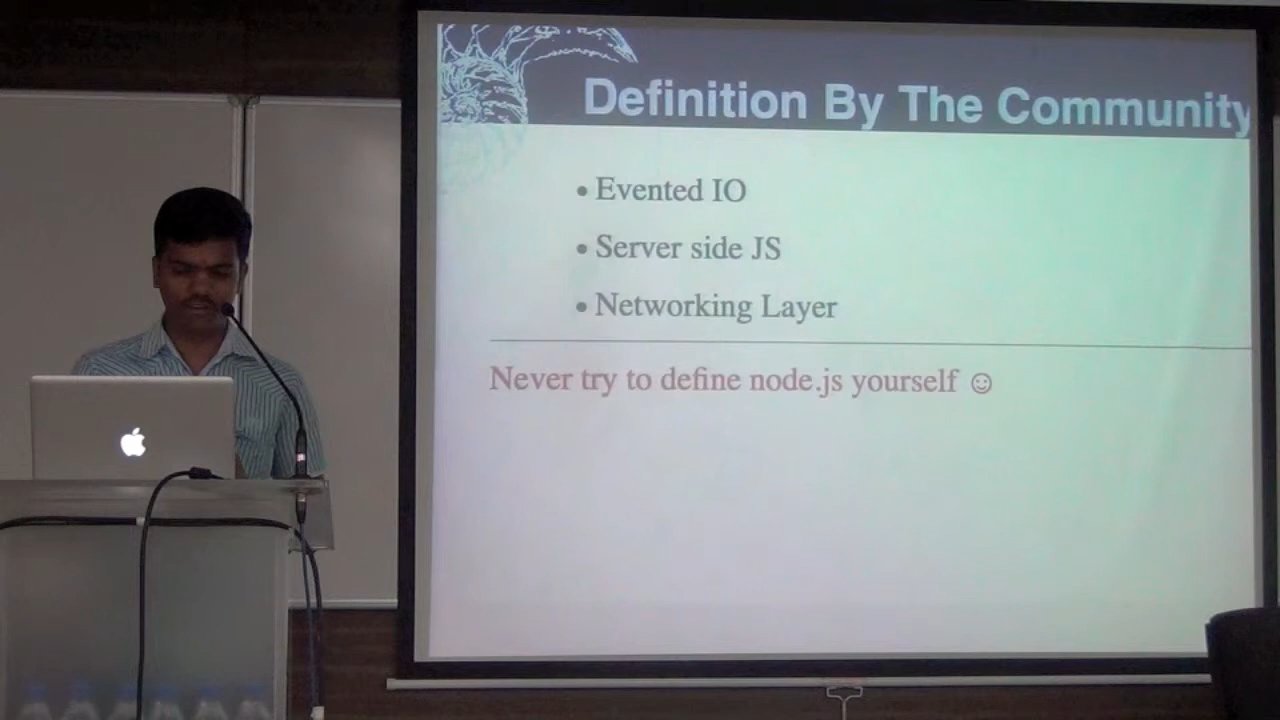 Definition By The Community
• Evented IO
• Server side JS
• Networking Layer
Never try to define node.js yourself ☺